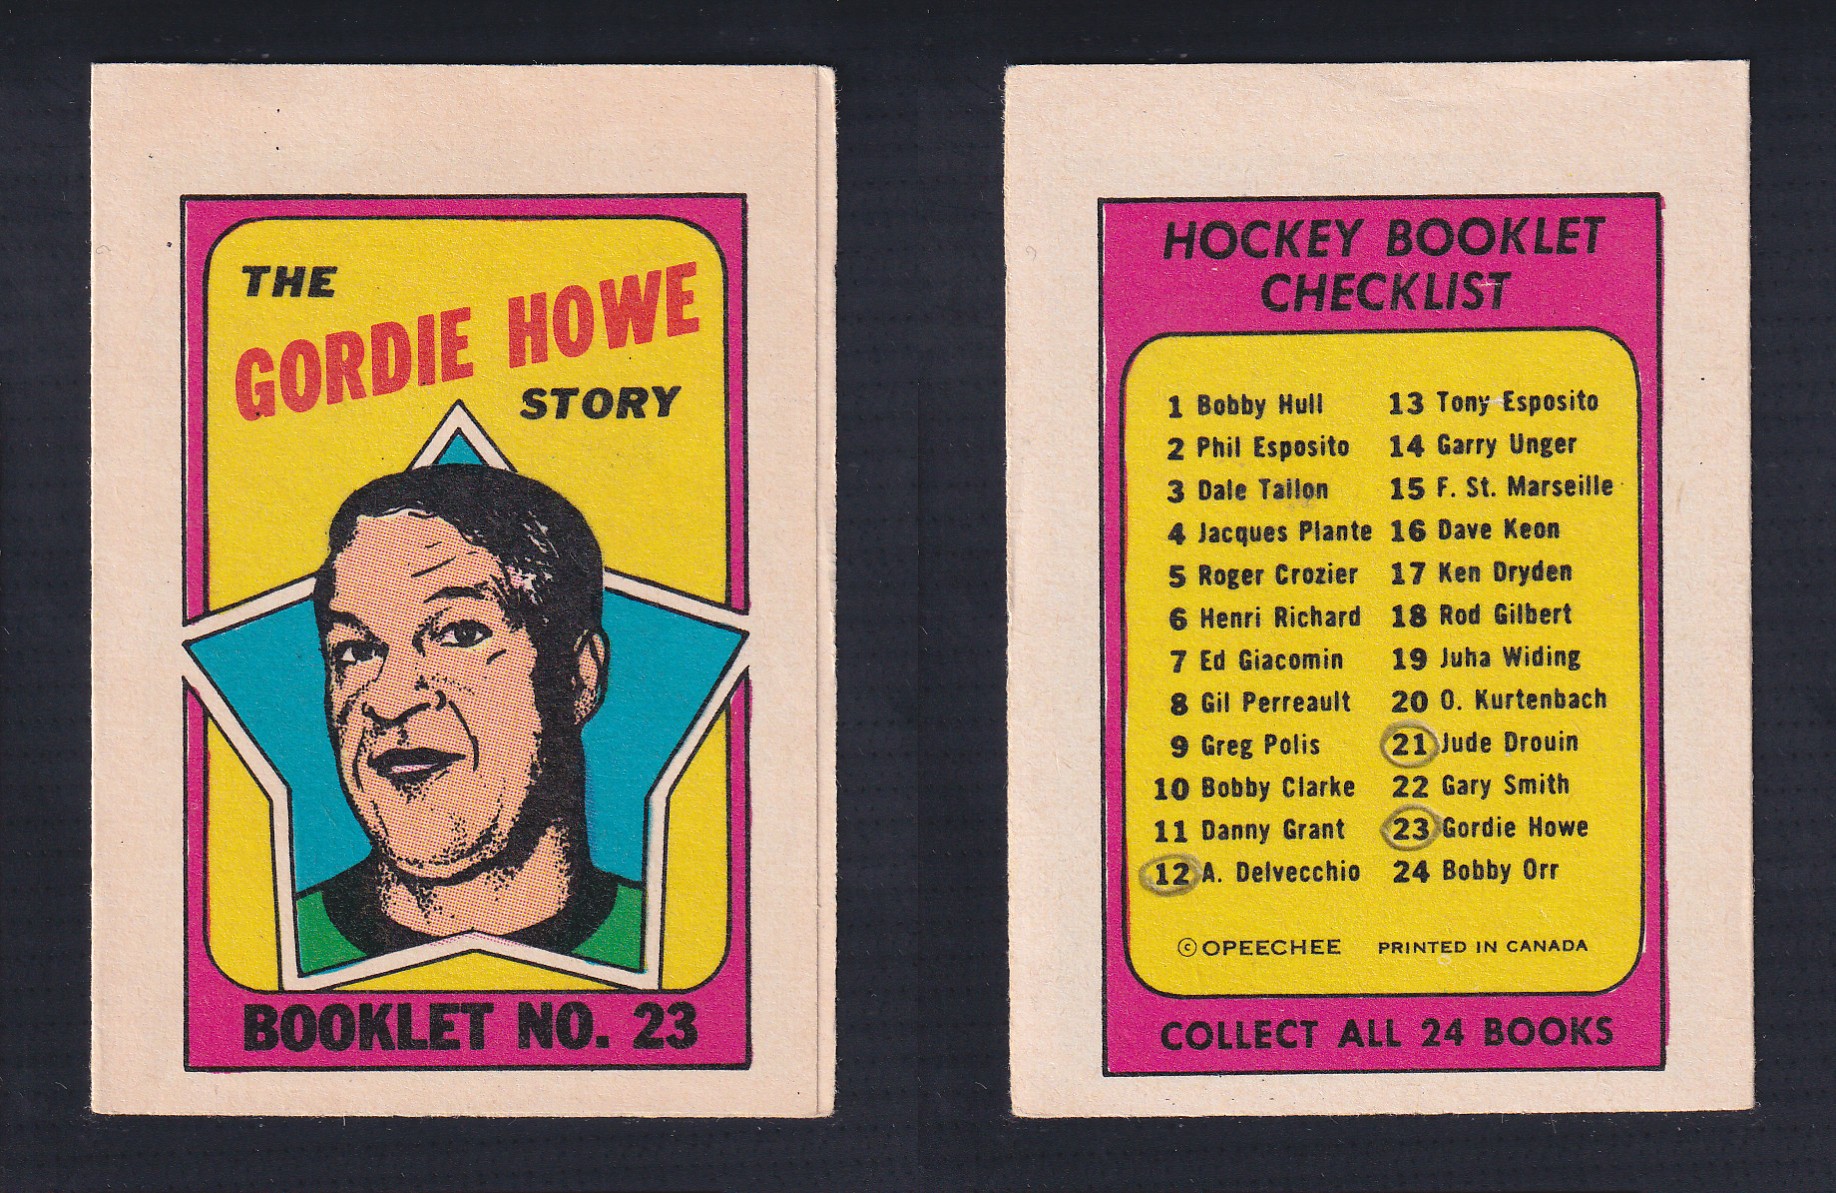 THE
GORDIE HOWE
STORY
BOOKLET NO. 23
HOCKEY BOOKLET
CHECKLIST
1 Bobby Hull
2 Phil Esposito
3 Dale Tallon
4 Jacques Plante
5 Roger Crozier
6 Henri Richard
7 Ed Giacomin
8 Gil Perreault
9 Greg Polis
10 Bobby Clarke
11 Danny Grant
12 A. Delvecchio
13 Tony Esposito
14 Garry Unger
15 F. St. Marseille
16 Dave Keon
17 Ken Dryden
18 Rod Gilbert
19 Juha Widing
20 O. Kurtenbach
21 Jude Drouin
22 Gary Smith
23 Gordie Howe
24 Bobby Orr
© OPEECHEE PRINTED IN CANADA
COLLECT ALL 24 BOOKS